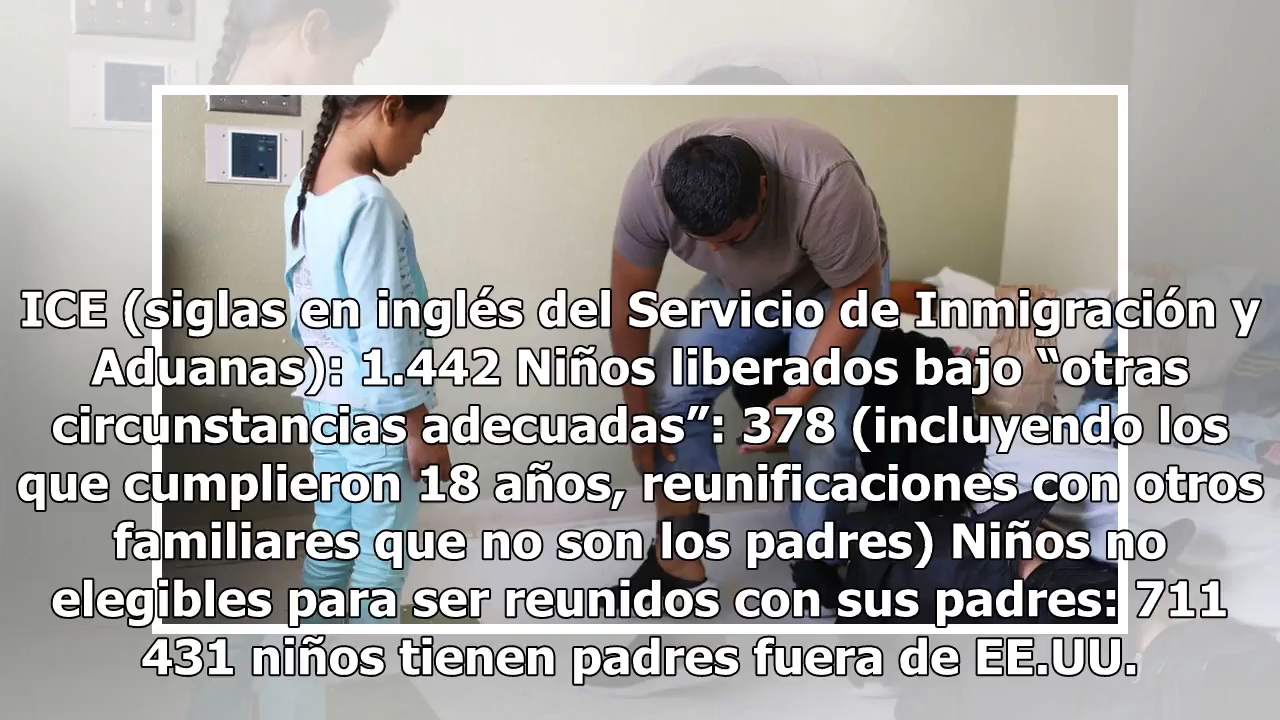 ICE (siglas en inglés del Servicio de Inmigración y
Aduanas): 1.442 Niños liberados bajo “otras
circunstancias adecuadas”: 378 (incluyendo los
que cumplieron 18 años, reunificaciones con otros
familiares que no son los padres) Niños no
elegibles para ser reunidos con sus padres: 711
431 niños tienen padres fuera de EE.UU.